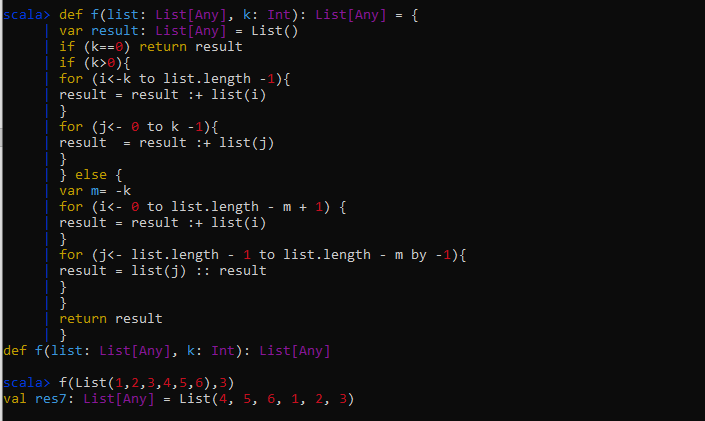 scala> def f(list: List[Any], k: Int): List[Any] = {
     | var result: List[Any] = List()
     | if (k==0) return result
     | if (k>0){
     | for (i<-k to list.length -1){
     | result = result :+ list(i)
     | }
     | for (j<- 0 to k -1){
     | result  = result :+ list(j)
     | }
     | } else {
     | var m= -k
     | for (i<- 0 to list.length - m + 1) {
     | result = result :+ list(i)
     | }
     | for (j<- list.length - 1 to list.length - m by -1){
     | result = list(j) :: result
     | }
     | }
     | return result
     | }
def f(list: List[Any], k: Int): List[Any]
scala> f(List(1,2,3,4,5,6),3)
val res7: List[Any] = List(4, 5, 6, 1, 2, 3)